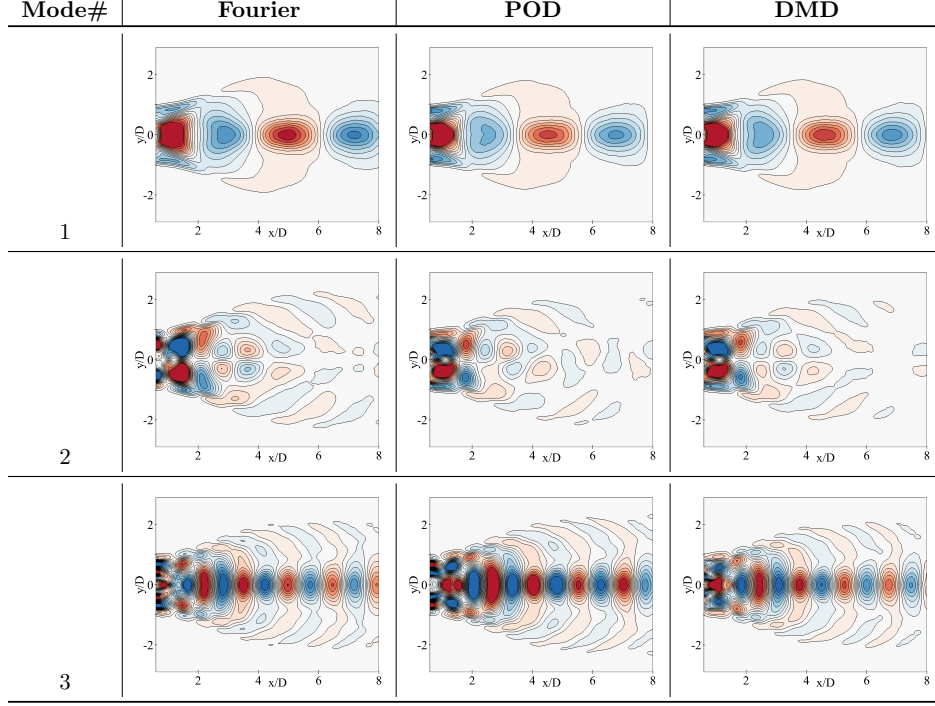 Mode# Fourier POD DMD
2 2 2
y/D 0 y/D 0 y/D 0
-2 -2 -2
2 4 x/D 6 8 2 4 x/D 6 8 2 4 x/D 6 8
1
2 2 2
y/D 0 y/D 0 y/D 0
-2 -2 -2
2 4 x/D 6 8 2 4 x/D 6 8 2 4 x/D 6 8
2
2 2 2
y/D 0 y/D 0 y/D 0
-2 -2 -2
2 4 x/D 6 8 2 4 x/D 6 8 2 4 x/D 6 8
3